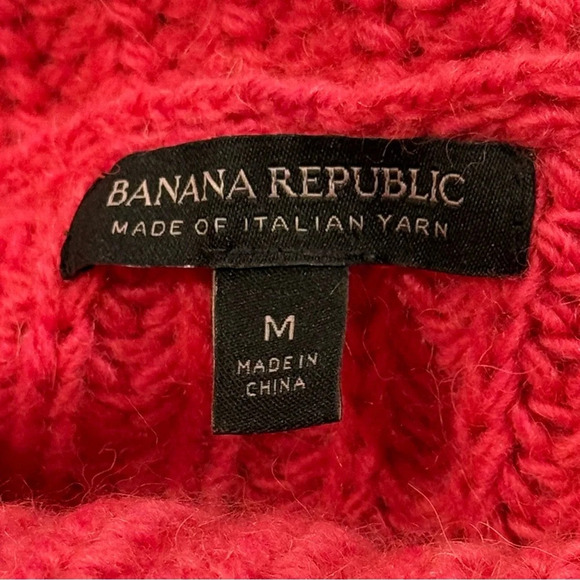 BANANA REPUBLIC
MADE OF ITALIAN YARN
M
MADE IN
CHINA